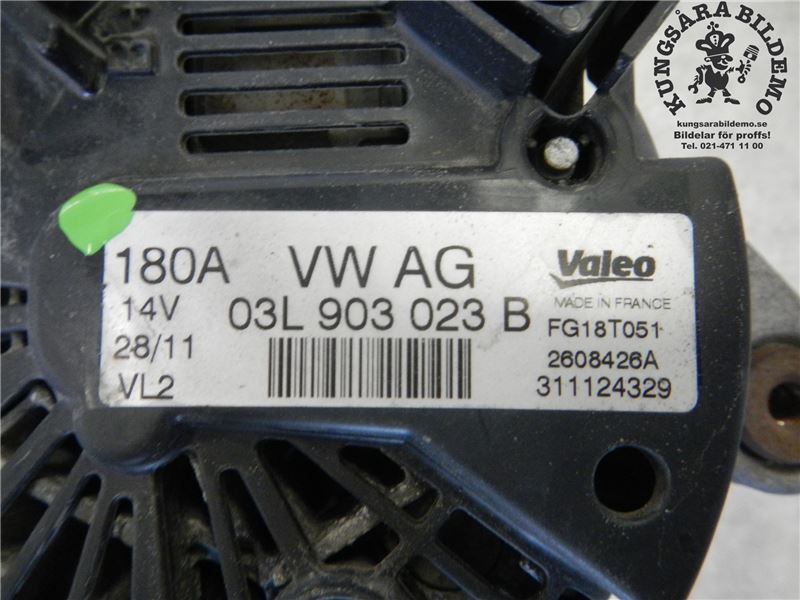 B+
KUNGSÅRA BILDEMO
kungsarabildemo.se
Bildelar för proffs!
Tel. 021-471 11 00
180A VW AG
14V 03L 903 023 B
28/11
VL2
Valeo
MADE IN FRANCE
FG18T051
2608426A
311124329